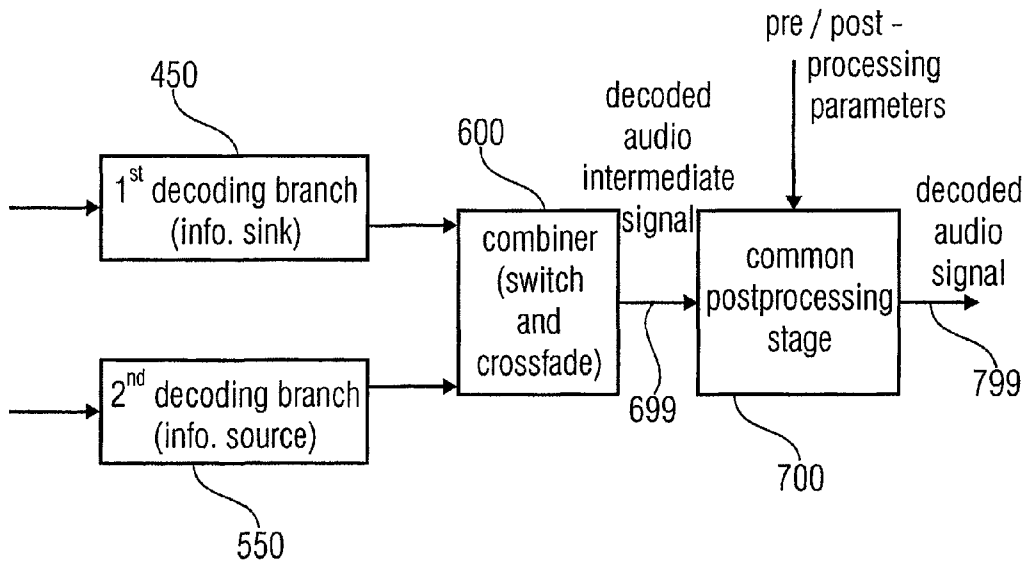 450
1st decoding branch
(info. sink)
2nd decoding branch
(info. source)
550
600
combiner
(switch
and
crossfade)
decoded
audio
intermediate
signal
699
pre / post -
processing
parameters
common
postprocessing
stage
700
decoded
audio
signal
799